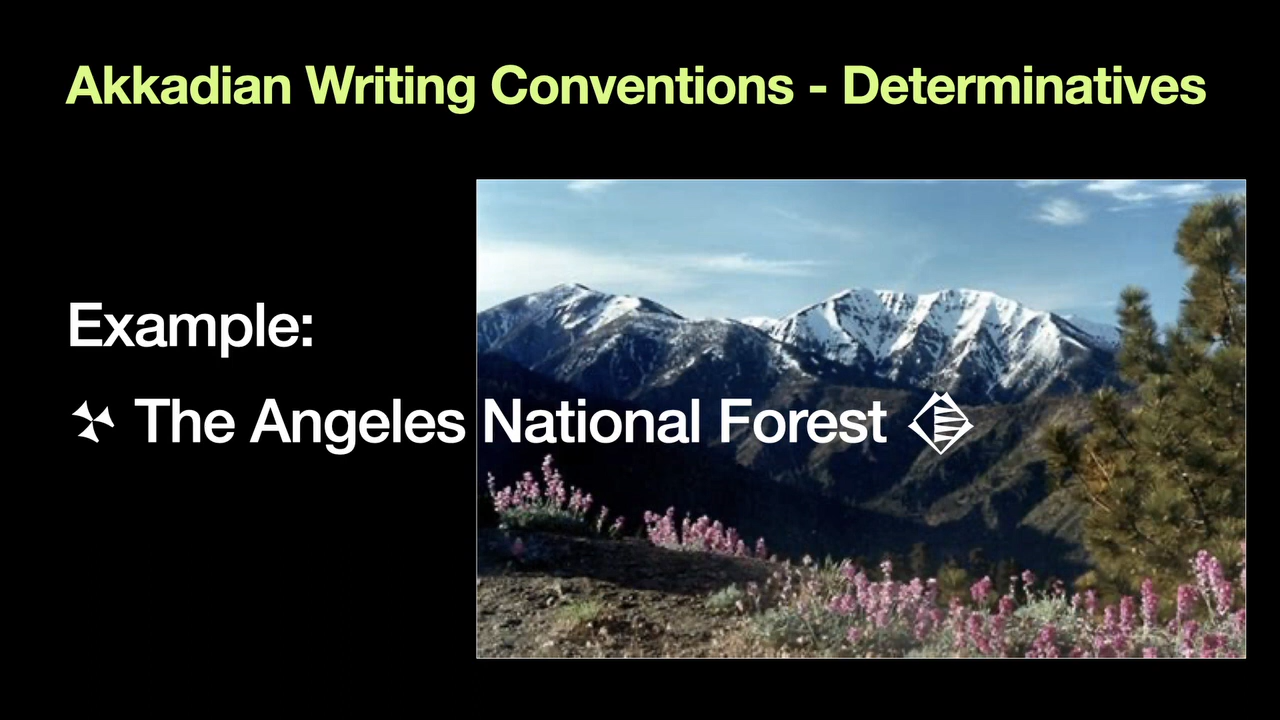 Akkadian Writing Conventions - Determinatives
Example:
𒆳 The Angeles National Forest 𒆠